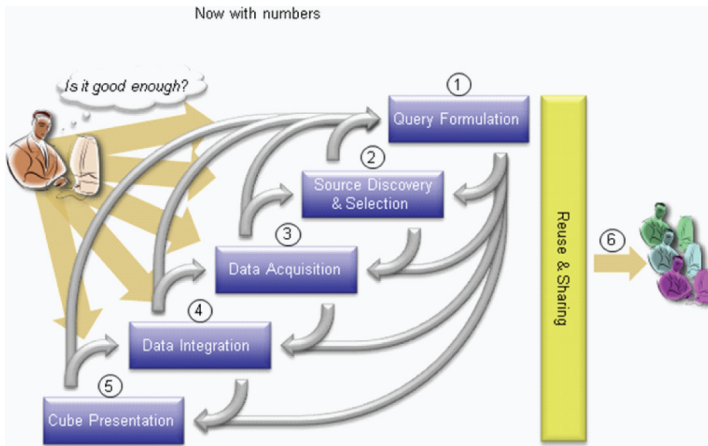 Now with numbers
Is it good enough?
1
Query Formulation
2
Source Discovery
& Selection
3
Data Acquisition
4
Data Integration
5
Cube Presentation
Reuse & Sharing
6